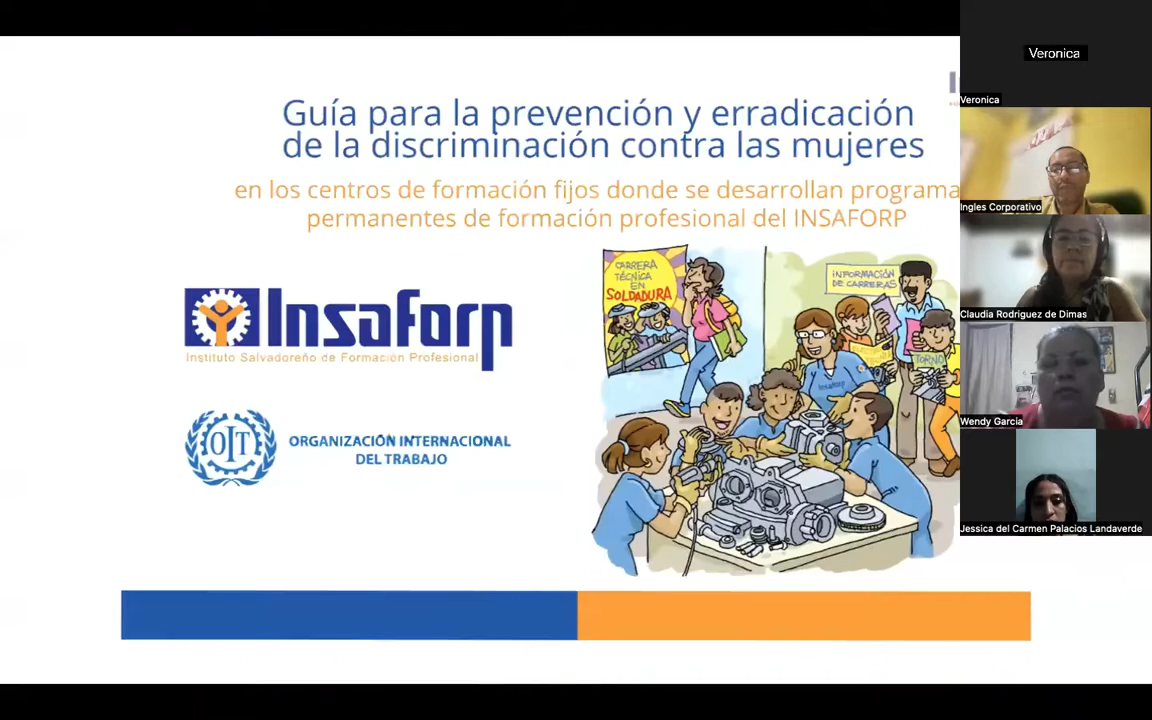 Guía para la prevención y erradicación
de la discriminación contra las mujeres
en los centros de formación fijos donde se desarrollan programa
permanentes de formación profesional del INSAFORP
CARRERA
TÉCNICA
EN
SOLDADURA
INFORMACIÓN
DE CARRERAS
TORNO
Insaforp
Insaforp
Instituto Salvadoreño de Formación Profesional
OIT
ORGANIZACIÓN INTERNACIONAL
DEL TRABAJO
Veronica
Veronica
Ingles Corporativo
Claudia Rodriguez de Dimas
Wendy Garcia
Jessica del Carmen Palacios Landaverde